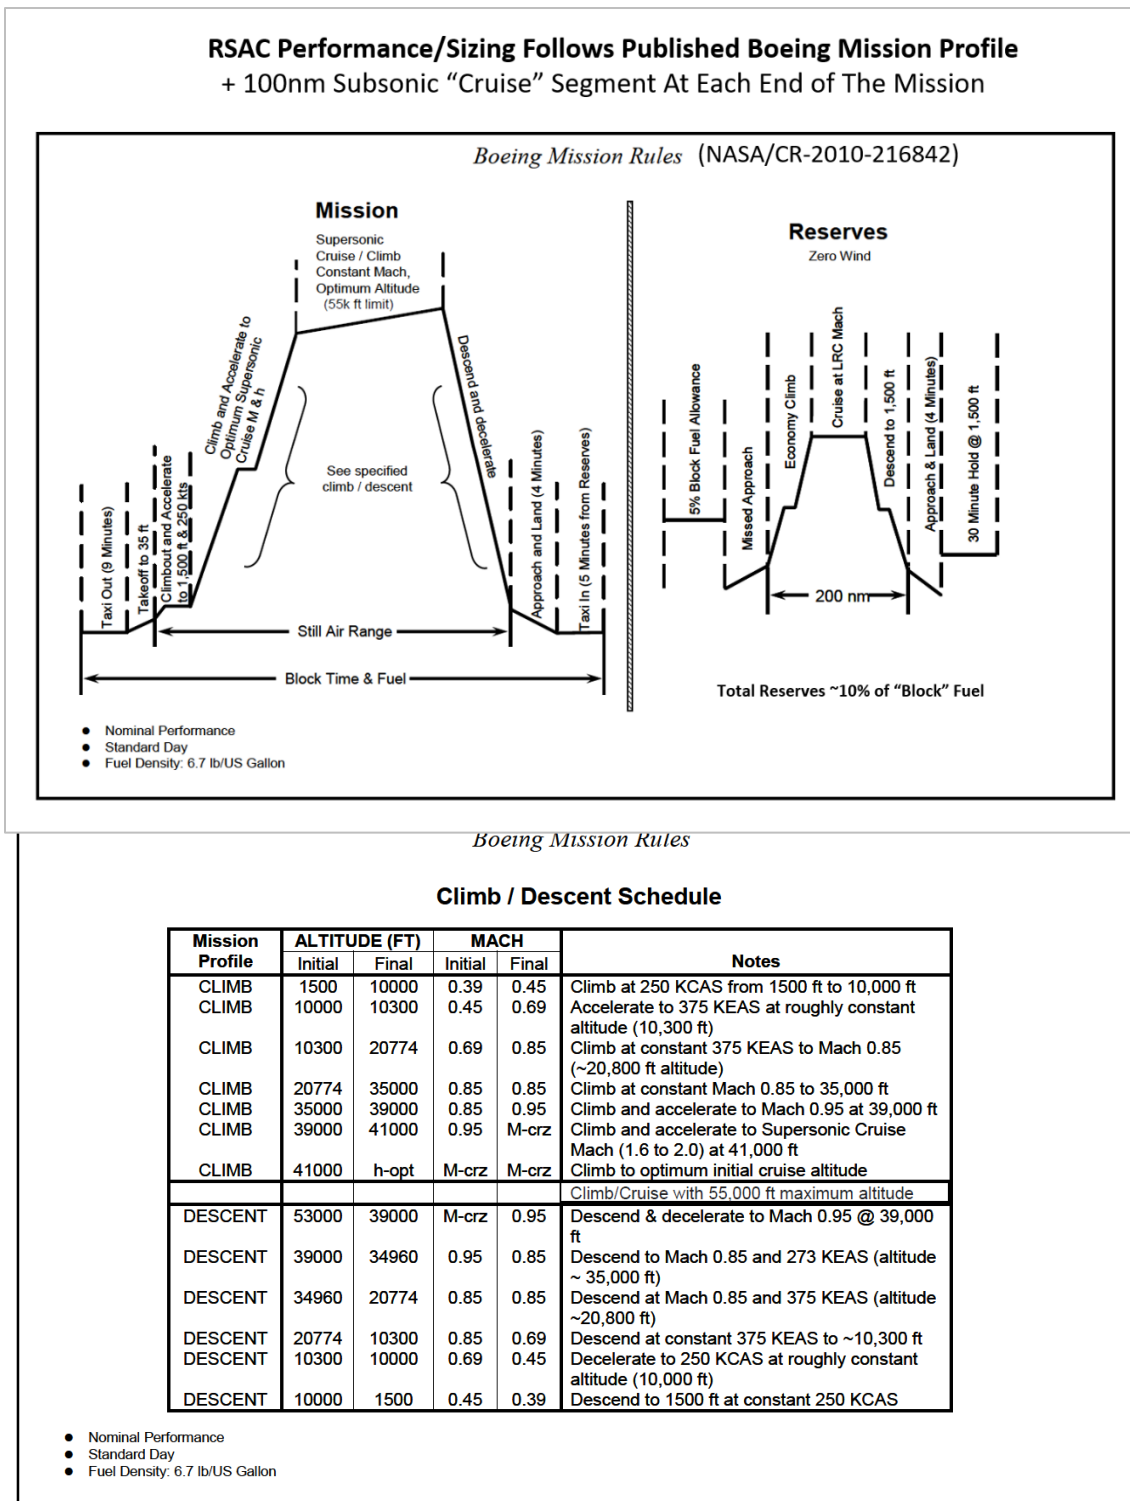 RSAC Performance/Sizing Follows Published Boeing Mission Profile
+ 100nm Subsonic “Cruise” Segment At Each End of The Mission
Boeing Mission Rules (NASA/CR-2010-216842)
Mission
Supersonic
Cruise / Climb
Constant Mach,
Optimum Altitude
(55k ft limit)
Climb and Accelerate to
Optimum Supersonic
Cruise M & h
Descend and decelerate
See specified
climb / descent
Taxi Out (9 Minutes)
Takeoff to 35 ft
Climbout and Accelerate
to 1,500 ft & 250 kts
Approach and Land (4 Minutes)
Taxi In (5 Minutes from Reserves)
Still Air Range
Block Time & Fuel
● Nominal Performance
● Standard Day
● Fuel Density: 6.7 lb/US Gallon
Reserves
Zero Wind
5% Block Fuel Allowance
Missed Approach
Economy Climb
Cruise at LRC Mach
Descend to 1,500 ft
Approach & Land (4 Minutes)
30 Minute Hold @ 1,500 ft
200 nm
Total Reserves ~10% of “Block” Fuel
Boeing Mission Rules
Climb / Descent Schedule
Mission Profile ALTITUDE (FT) MACH
Initial Final Initial Final Notes
CLIMB 1500 10000 0.39 0.45 Climb at 250 KCAS from 1500 ft to 10,000 ft
CLIMB 10000 10300 0.45 0.69 Accelerate to 375 KEAS at roughly constant
altitude (10,300 ft)
CLIMB 10300 20774 0.69 0.85 Climb at constant 375 KEAS to Mach 0.85
(~20,800 ft altitude)
CLIMB 20774 35000 0.85 0.85 Climb at constant Mach 0.85 to 35,000 ft
CLIMB 35000 39000 0.85 0.95 Climb and accelerate to Mach 0.95 at 39,000 ft
CLIMB 39000 41000 0.95 M-crz Climb and accelerate to Supersonic Cruise
Mach (1.6 to 2.0) at 41,000 ft
CLIMB 41000 h-opt M-crz M-crz Climb to optimum initial cruise altitude
Climb/Cruise with 55,000 ft maximum altitude
DESCENT 53000 39000 M-crz 0.95 Descend & decelerate to Mach 0.95 @ 39,000
ft
DESCENT 39000 34960 0.95 0.85 Descend to Mach 0.85 and 273 KEAS (altitude
~ 35,000 ft)
DESCENT 34960 20774 0.85 0.85 Descend at Mach 0.85 and 375 KEAS (altitude
~20,800 ft)
DESCENT 20774 10300 0.85 0.69 Descend at constant 375 KEAS to ~10,300 ft
DESCENT 10300 10000 0.69 0.45 Decelerate to 250 KCAS at roughly constant
altitude (10,000 ft)
DESCENT 10000 1500 0.45 0.39 Descend to 1500 ft at constant 250 KCAS
● Nominal Performance
● Standard Day
● Fuel Density: 6.7 lb/US Gallon